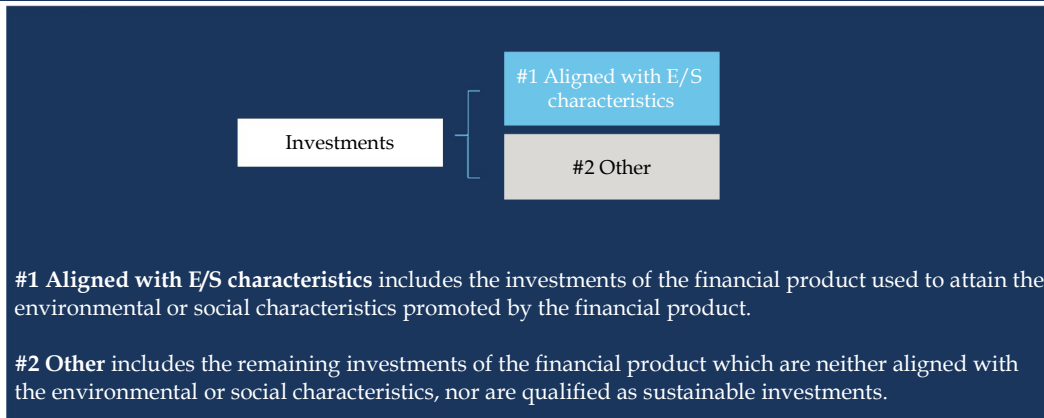 #1 Aligned with E/S
characteristics
Investments
#2 Other
#1 Aligned with E/S characteristics includes the investments of the financial product used to attain the
environmental or social characteristics promoted by the financial product.
#2 Other includes the remaining investments of the financial product which are neither aligned with
the environmental or social characteristics, nor are qualified as sustainable investments.